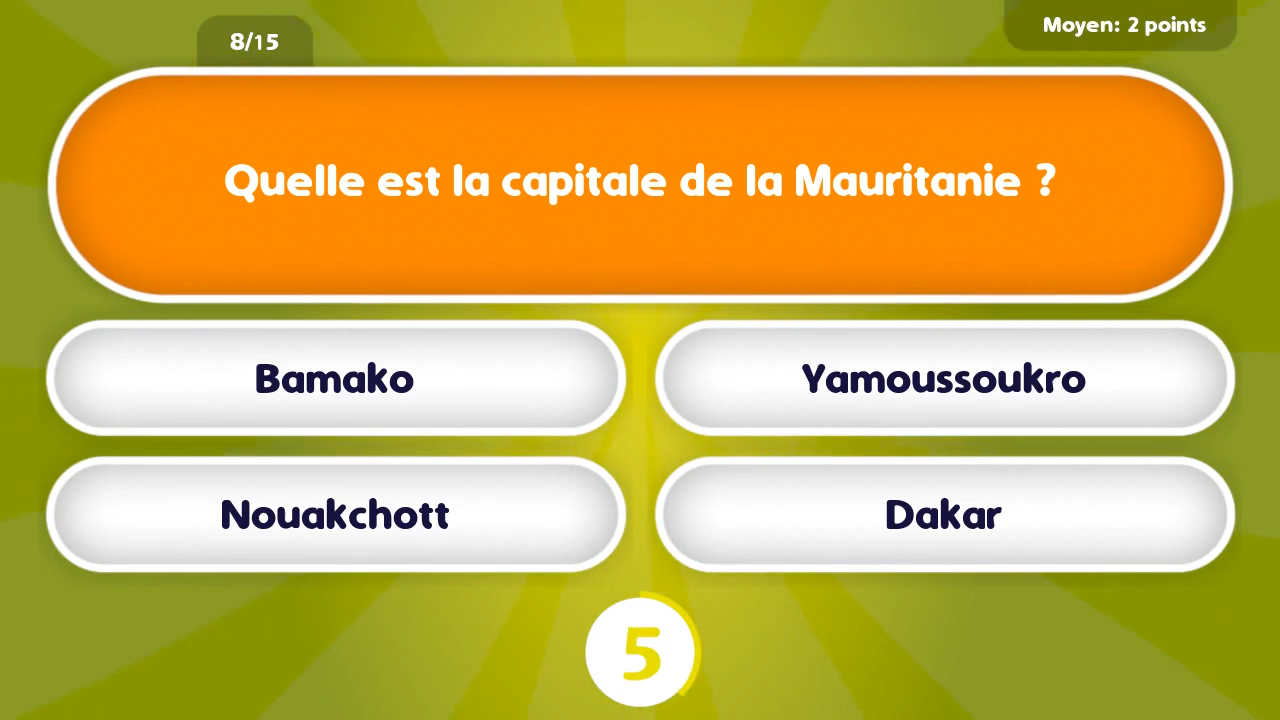 8/15
Moyen: 2 points
Quelle est la capitale de la Mauritanie ?
Bamako
Yamoussoukro
Nouakchott
Dakar
5